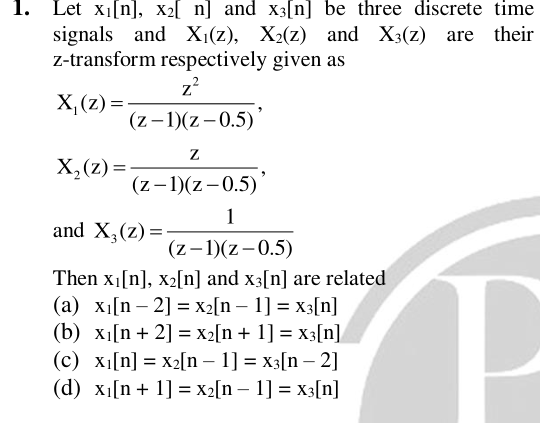 1. Let x₁[n], x₂[ n] and x₃[n] be three discrete time
signals and X₁(z), X₂(z) and X₃(z) are their
z-transform respectively given as
X₁(z) = z² / ((z – 1)(z – 0.5)),
X₂(z) = z / ((z – 1)(z – 0.5)),
and X₃(z) = 1 / ((z – 1)(z – 0.5))
Then x₁[n], x₂[n] and x₃[n] are related
(a) x₁[n – 2] = x₂[n – 1] = x₃[n]
(b) x₁[n + 2] = x₂[n + 1] = x₃[n]
(c) x₁[n] = x₂[n – 1] = x₃[n – 2]
(d) x₁[n + 1] = x₂[n – 1] = x₃[n]